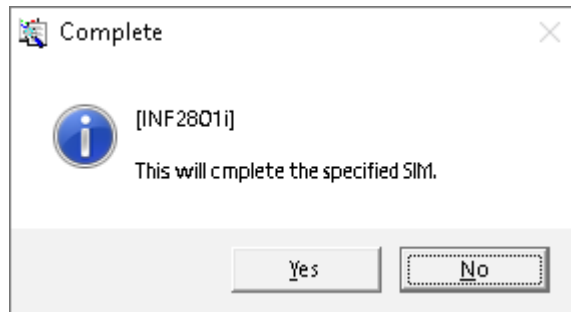 Complete
[INF2801i]
This will cmplete the specified SIM.
Yes
No